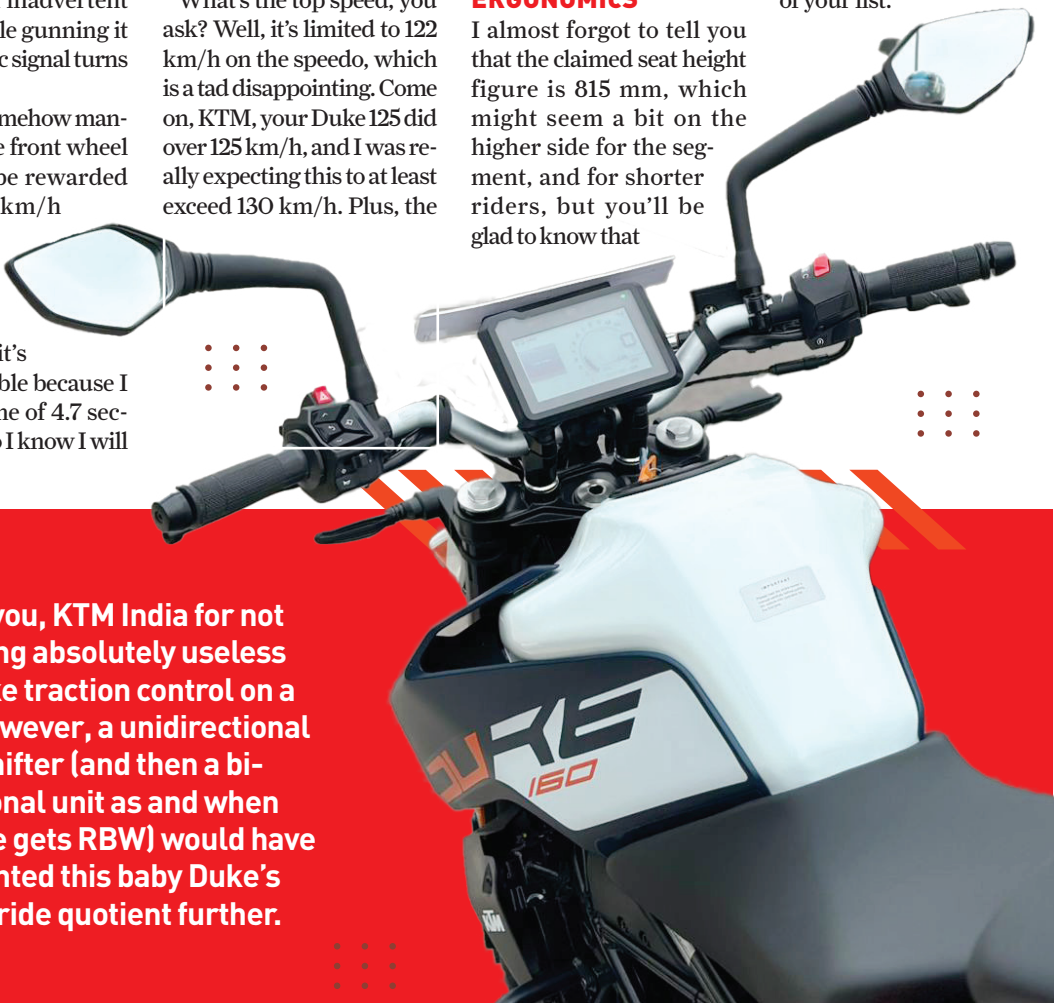 inadvertent
le gunning it
c signal turns
mehow man-
e front wheel
be rewarded
km/h
it's
ble because I
ne of 4.7 sec-
I know I will
What's the top speed, you
ask? Well, it's limited to 122
km/h on the speedo, which
is a tad disappointing. Come
on, KTM, your Duke 125 did
over 125 km/h, and I was re-
ally expecting this to at least
exceed 130 km/h. Plus, the
ERGONOMICS
I almost forgot to tell you
that the claimed seat height
figure is 815 mm, which
might seem a bit on the
higher side for the seg-
ment, and for shorter
riders, but you'll be
glad to know that
of your list.
you, KTM India for not
ng absolutely useless
ke traction control on a
owever, a unidirectional
hifter (and then a bi-
onal unit as and when
e gets RBW) would have
nted this baby Duke's
ride quotient further.
IMPORTANT
DUKE
160
KTM